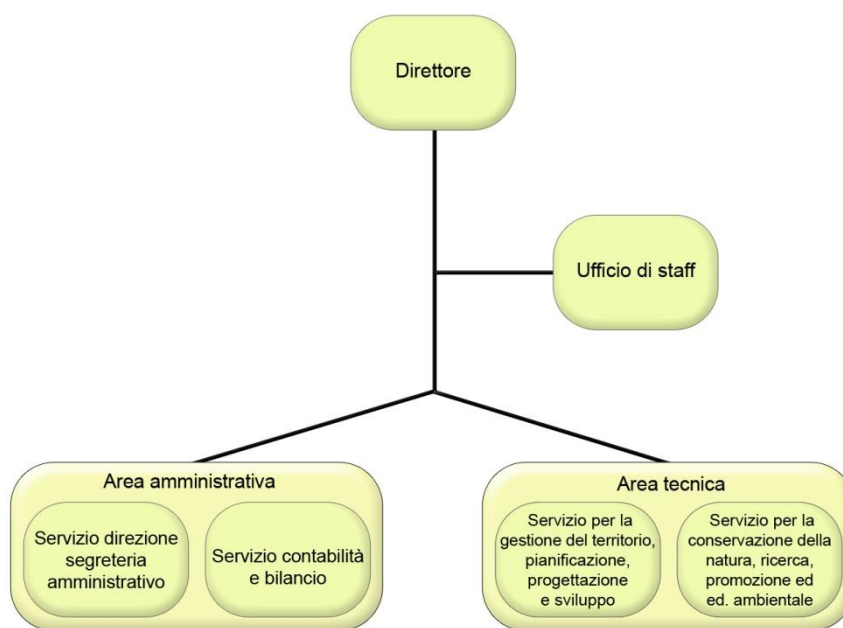 Direttore
Ufficio di staff
Area amministrativa
Servizio direzione
segreteria
amministrativo
Servizio contabilità
e bilancio
Area tecnica
Servizio per la
gestione del territorio,
pianificazione,
progettazione
e sviluppo
Servizio per la
conservazione della
natura, ricerca,
promozione ed
ed. ambientale